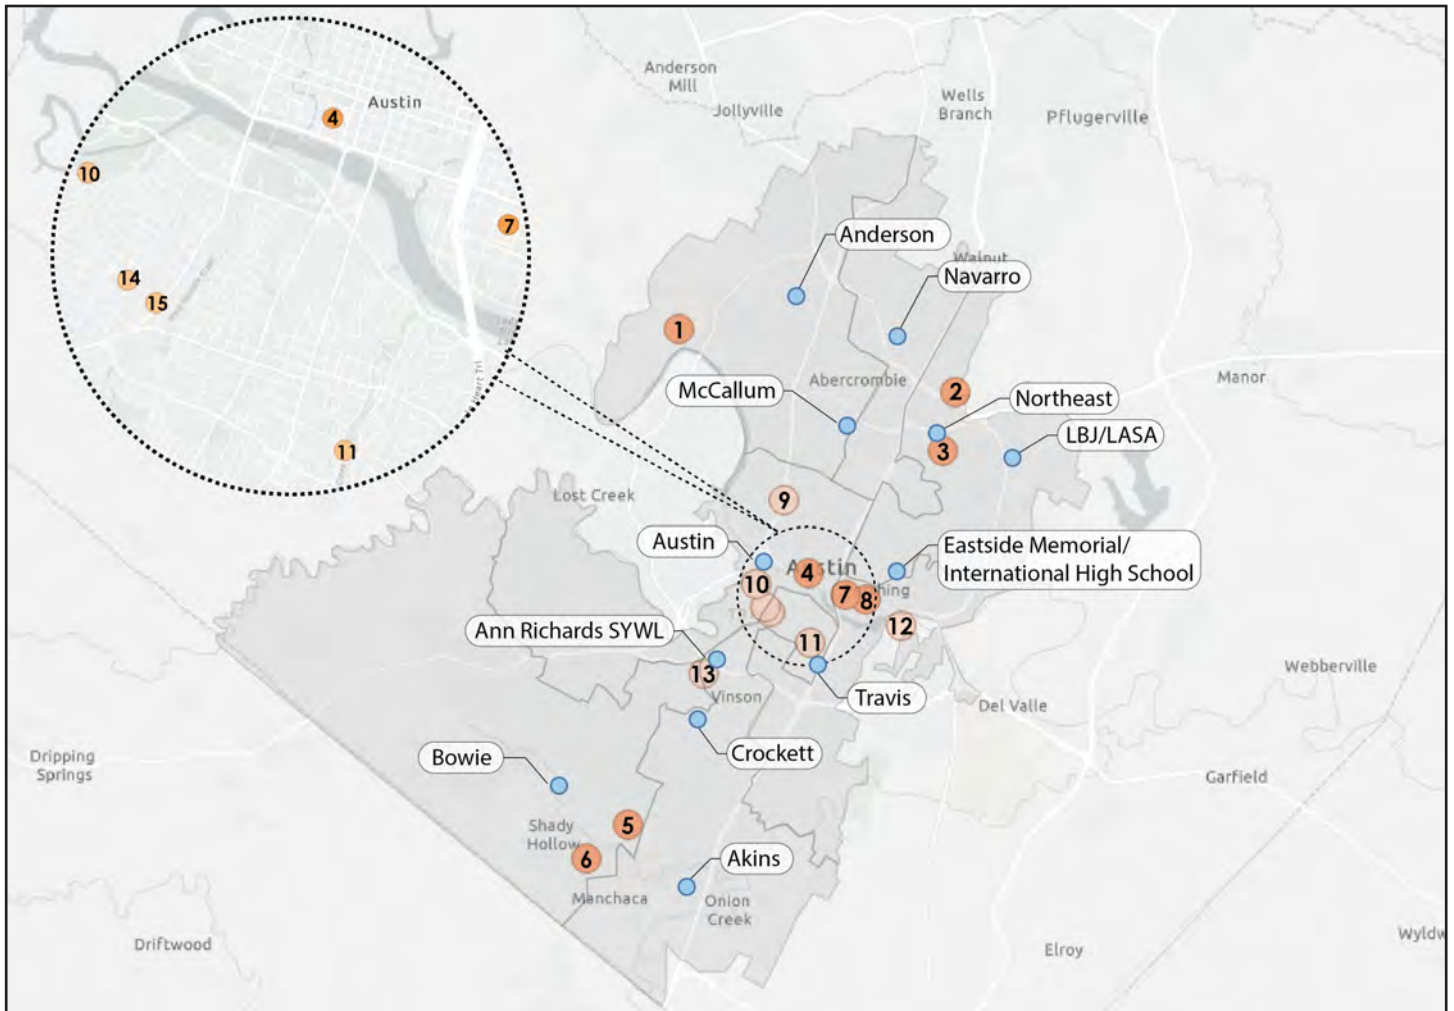 Anderson
Mill
Jollyville
Wells
Branch
Pflugerville
Austin
4
10
7
14
15
11
Anderson
Walnut
Navarro
1
Abercrombie
McCallum
2
Northeast
Manor
LBJ/LASA
3
Lost Creek
9
Austin
Eastside Memorial/
International High School
Austin
4
10
7
8
12
Ann Richards SYWL
11
13
Vinson
Travis
Webberville
Del Valle
Crockett
Bowie
Dripping
Springs
Garfield
5
Shady
Hollow
6
Akins
Manchaca
Onion
Creek
Driftwood
Elroy
Wyldw